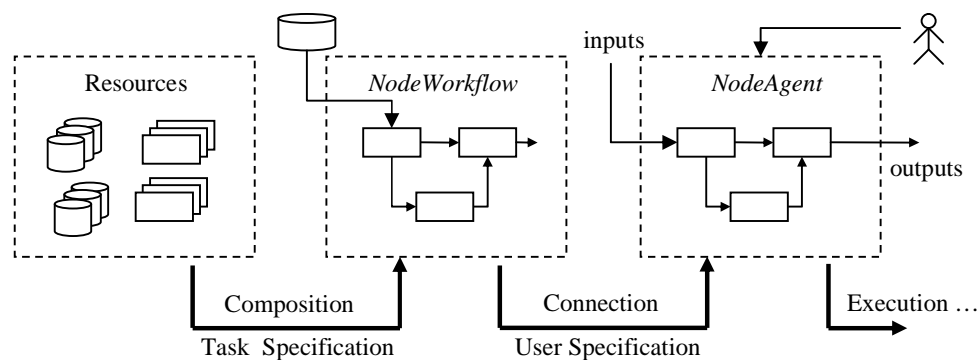 inputs
Resources
NodeWorkflow
NodeAgent
outputs
Composition
Connection
Execution ...
Task Specification
User Specification